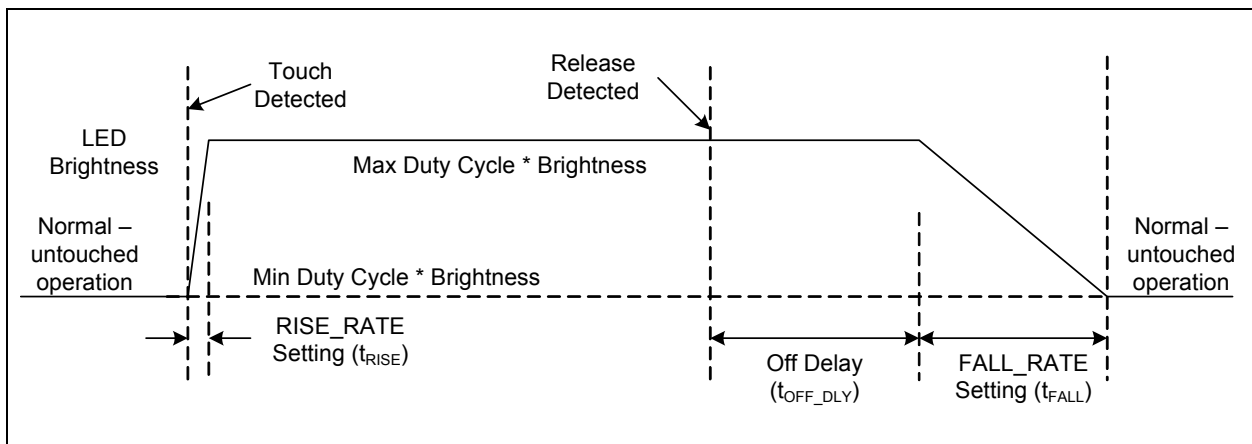 Touch
Detected
Release
Detected
LED
Brightness
Max Duty Cycle * Brightness
Normal –
untouched
operation
Min Duty Cycle * Brightness
Normal –
untouched
operation
RISE_RATE
Setting (tRISE)
Off Delay
(tOFF_DLY)
FALL_RATE
Setting (tFALL)